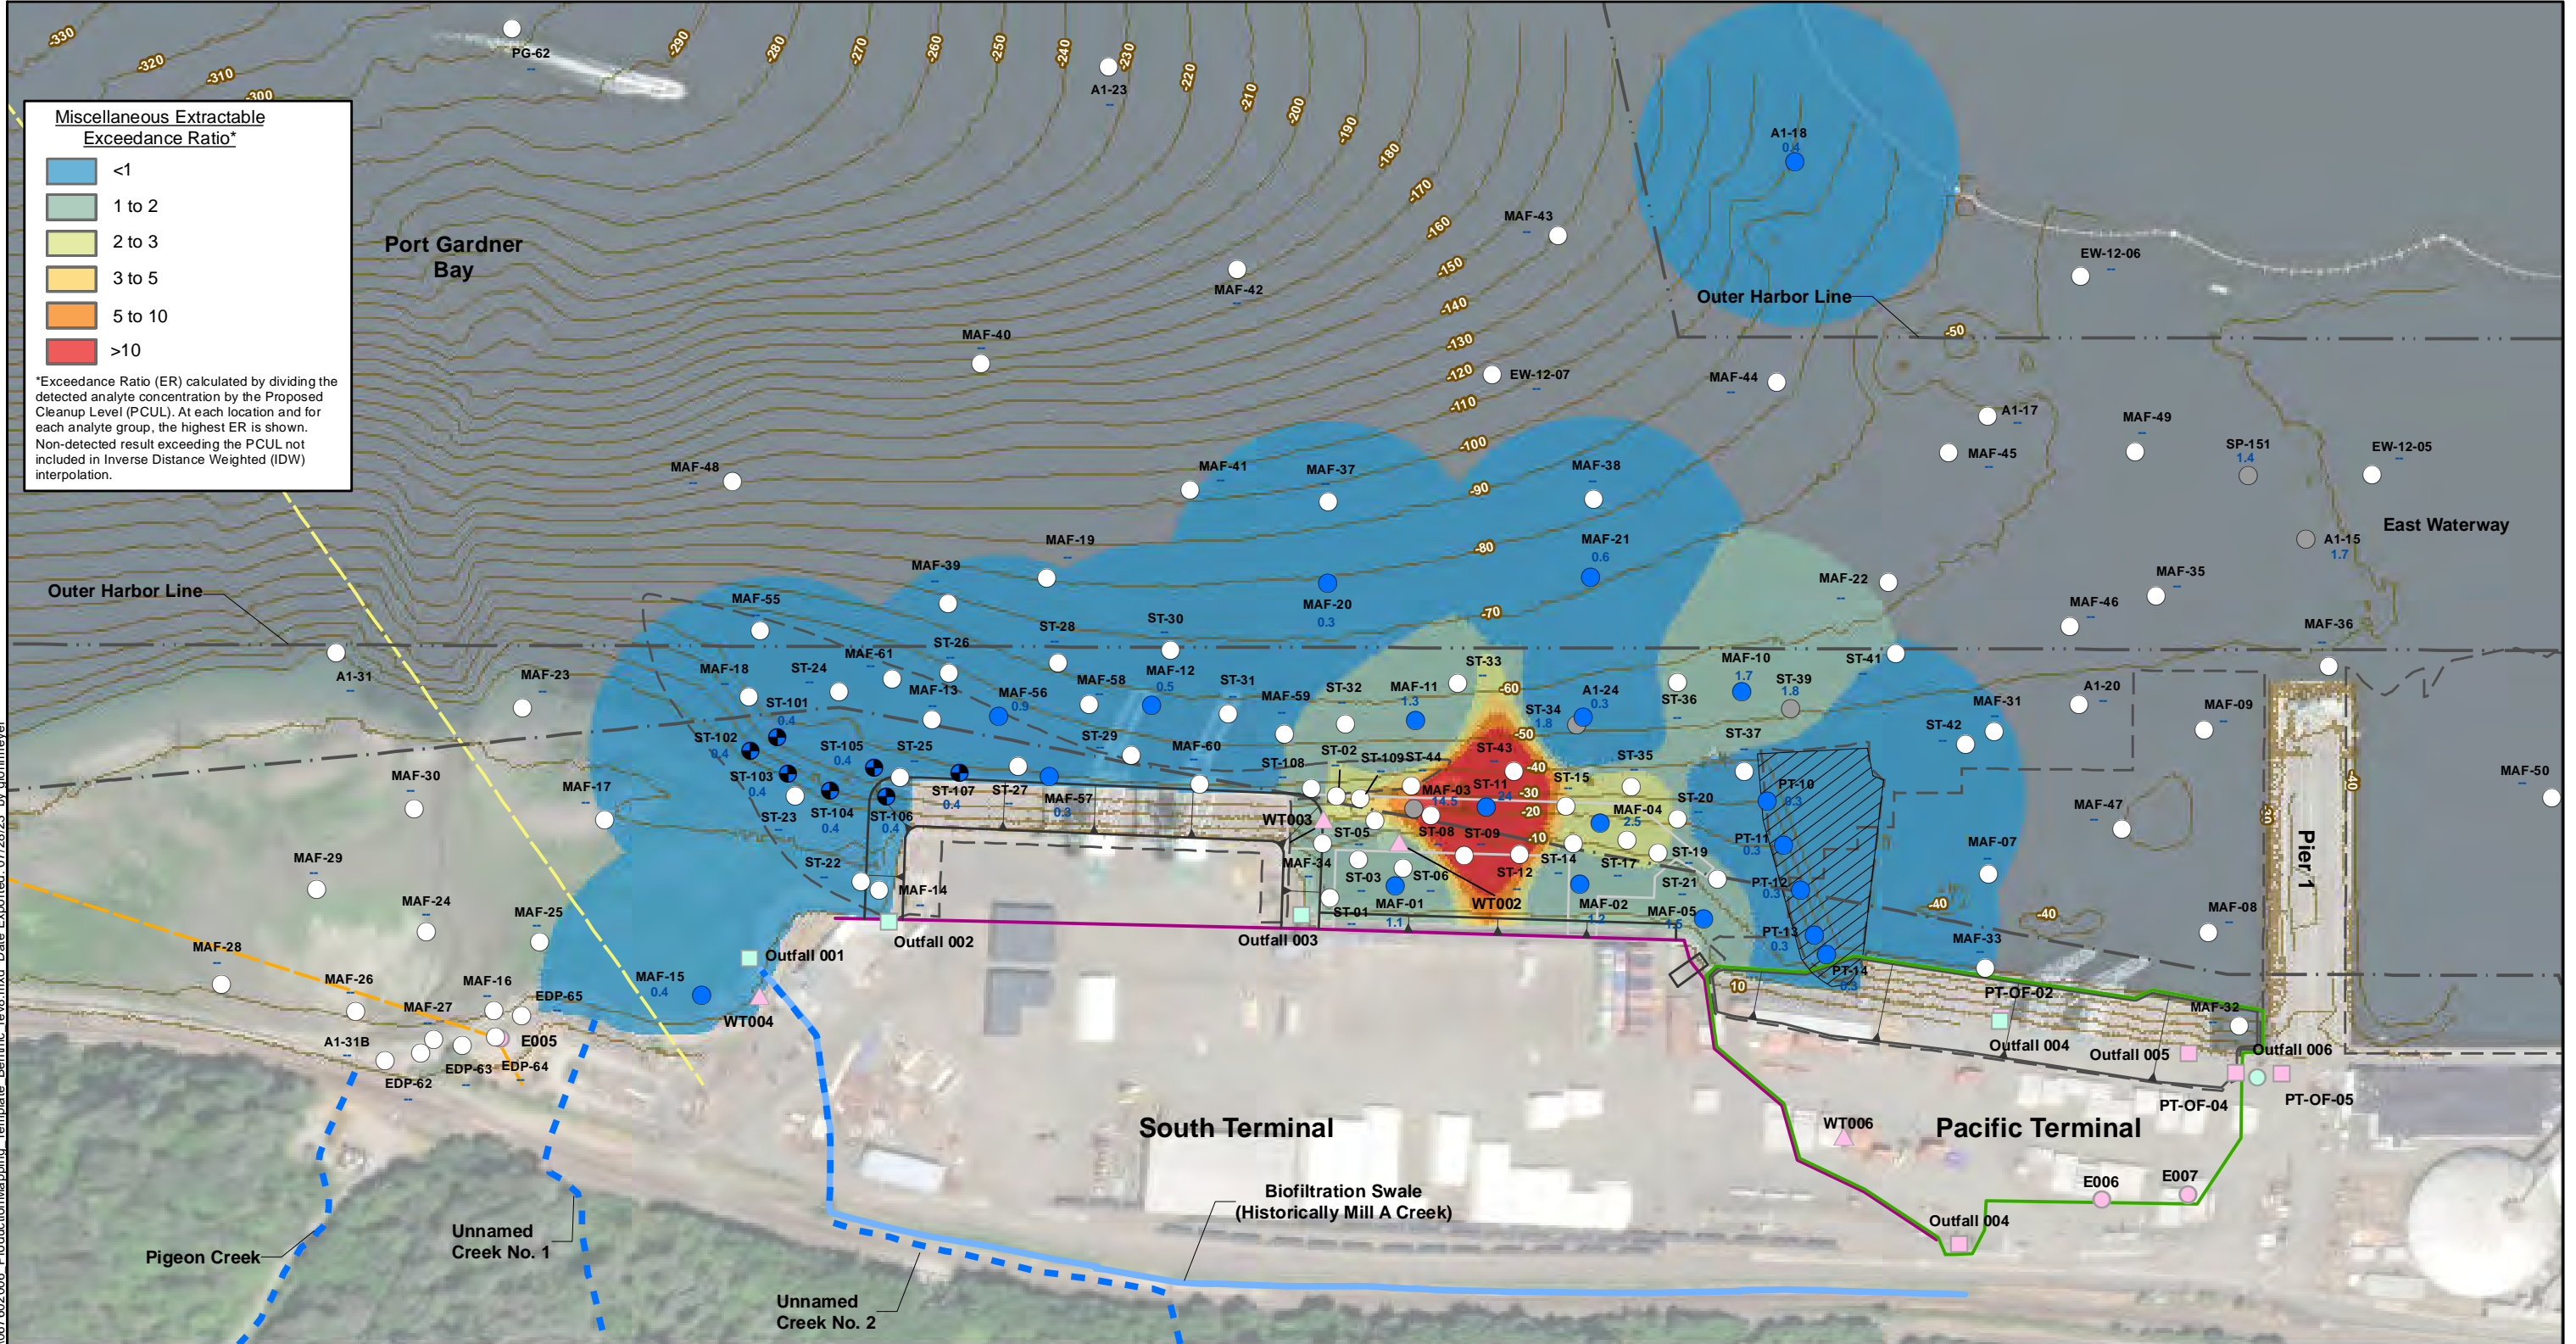 Miscellaneous Extractable
Exceedance Ratio*
<1
1 to 2
2 to 3
3 to 5
5 to 10
>10
*Exceedance Ratio (ER) calculated by dividing the
detected analyte concentration by the Proposed
Cleanup Level (PCUL). At each location and for
each analyte group, the highest ER is shown.
Non-detected result exceeding the PCUL not
included in Inverse Distance Weighted (IDW)
interpolation.
-330
-320
-310
-300
-290
-280
-270
-260
-250
-240
-230
-220
-210
-200
-190
-180
-170
-160
-150
-140
-130
-120
-110
-100
-90
-80
-70
-60
-50
-40
-30
-20
-10
PG-62
--
A1-23
--
A1-18
0.4
Port Gardner
Bay
MAF-43
--
MAF-42
--
EW-12-06
--
Outer Harbor Line
-50
MAF-40
--
EW-12-07
--
MAF-44
--
A1-17
--
MAF-45
--
MAF-49
--
SP-151
1.4
EW-12-05
--
MAF-48
--
MAF-41
--
MAF-37
--
MAF-38
--
East Waterway
A1-15
1.7
MAF-19
--
MAF-39
--
MAF-21
0.6
MAF-20
0.3
MAF-22
--
MAF-35
--
MAF-46
--
MAF-36
--
Outer Harbor Line
MAF-55
--
ST-26
--
ST-28
--
ST-30
--
A1-31
--
MAF-23
--
MAF-18
--
ST-24
--
MAF-61
--
MAF-13
--
MAF-56
0.9
MAF-58
--
MAF-12
0.5
ST-31
--
MAF-59
--
ST-32
--
MAF-11
1.3
ST-33
--
ST-34
1.8
A1-24
0.3
ST-36
--
MAF-10
1.7
ST-39
1.8
ST-41
--
ST-42
--
MAF-31
--
A1-20
--
MAF-09
--
ST-101
0.4
ST-102
0.4
ST-103
0.4
ST-104
0.4
ST-105
0.4
ST-106
0.4
ST-107
0.4
ST-25
--
ST-27
--
MAF-57
0.3
ST-29
--
MAF-60
--
ST-108
--
ST-02
--
ST-109
--
ST-44
--
ST-43
--
MAF-03
14.5
ST-11
24
ST-15
--
ST-35
--
MAF-04
2.5
ST-20
--
ST-37
--
PT-10
0.3
PT-11
0.3
PT-12
0.3
PT-13
0.3
PT-14
0.3
MAF-17
--
MAF-30
--
MAF-29
--
MAF-24
--
MAF-25
--
MAF-28
--
MAF-26
--
MAF-27
--
MAF-16
--
EDP-65
--
A1-31B
--
EDP-62
--
EDP-63
--
EDP-64
--
E005
MAF-15
0.4
WT004
ST-23
--
ST-22
--
MAF-14
--
Outfall 001
Outfall 002
Outfall 003
WT003
MAF-34
--
ST-05
--
ST-03
--
ST-06
--
ST-01
--
MAF-01
1.1
ST-08
--
ST-09
--
ST-12
--
WT002
ST-14
--
ST-17
--
ST-19
--
ST-21
--
MAF-02
1.2
MAF-05
1.5
MAF-07
--
MAF-47
--
MAF-50
--
MAF-08
--
MAF-33
--
-40
-40
-40
-50
Pier 1
10
PT-OF-02
Outfall 004
Outfall 005
MAF-32
--
Outfall 006
PT-OF-04
PT-OF-05
South Terminal
Pacific Terminal
WT006
E006
E007
Outfall 004
Biofiltration Swale
(Historically Mill A Creek)
Pigeon Creek
Unnamed
Creek No. 1
Unnamed
Creek No. 2